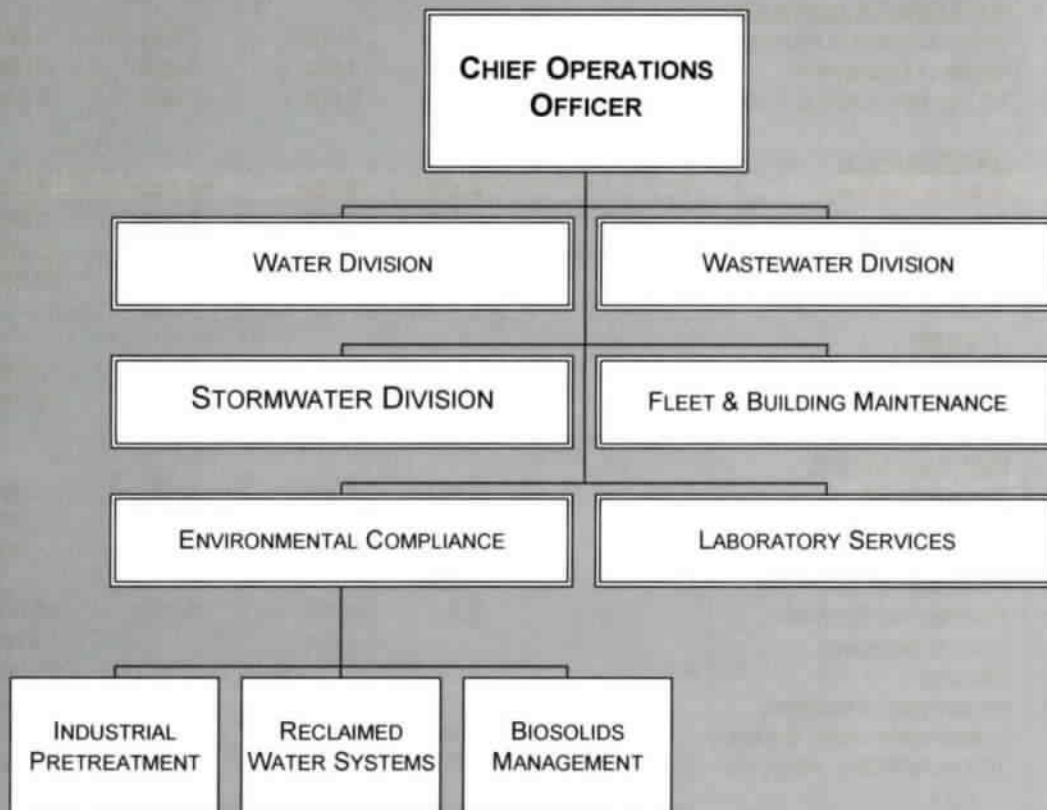 CHIEF OPERATIONS
OFFICER
WATER DIVISION
WASTEWATER DIVISION
STORMWATER DIVISION
FLEET & BUILDING MAINTENANCE
ENVIRONMENTAL COMPLIANCE
LABORATORY SERVICES
INDUSTRIAL
PRETREATMENT
RECLAIMED
WATER SYSTEMS
BIOSOLIDS
MANAGEMENT